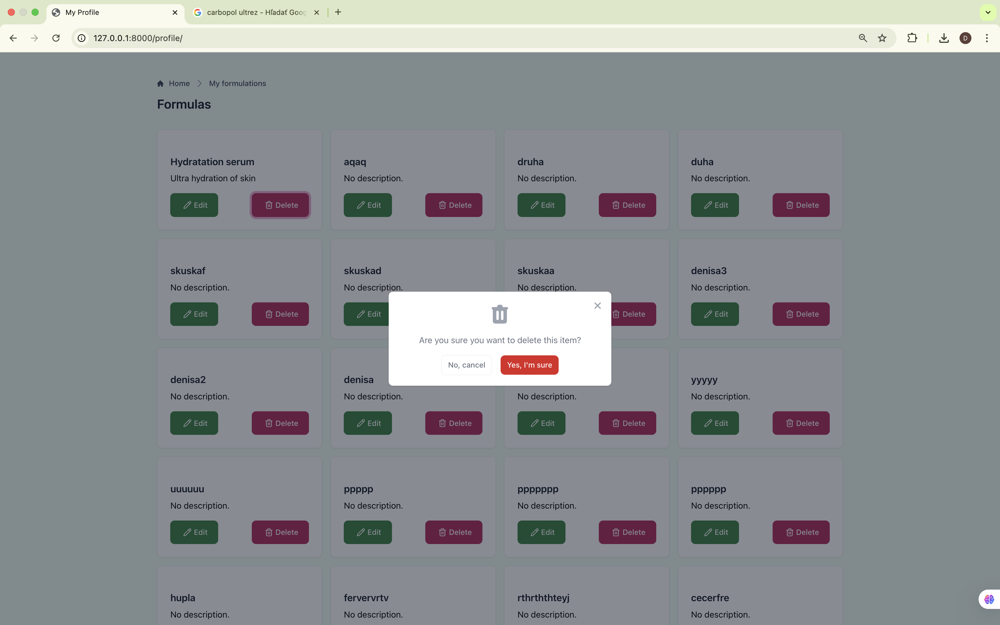 My Profile
carbopol ultrez - Hľadať Goog
127.0.0.1:8000/profile/
D
Home
My formulations
Formulas
Hydratation serum
aqaq
druha
duha
Ultra hydration of skin
No description.
No description.
No description.
Edit
Delete
Edit
Delete
Edit
Delete
Edit
Delete
skuskaf
skuskad
skuskaa
denisa3
No description.
No description.
No description.
No description.
Edit
Delete
Edit
Delete
Edit
Delete
Are you sure you want to delete this item?
No, cancel
Yes, I'm sure
denisa2
denisa
yyyyy
No description.
No description.
No description.
No description.
Edit
Delete
Edit
Delete
Edit
Delete
Edit
Delete
uuuuuu
ppppp
ppppppp
pppppp
No description.
No description.
No description.
No description.
Edit
Delete
Edit
Delete
Edit
Delete
Edit
Delete
hupla
fervervrtv
rthrththteyj
cecerfre
No description.
No description.
No description.
No description.